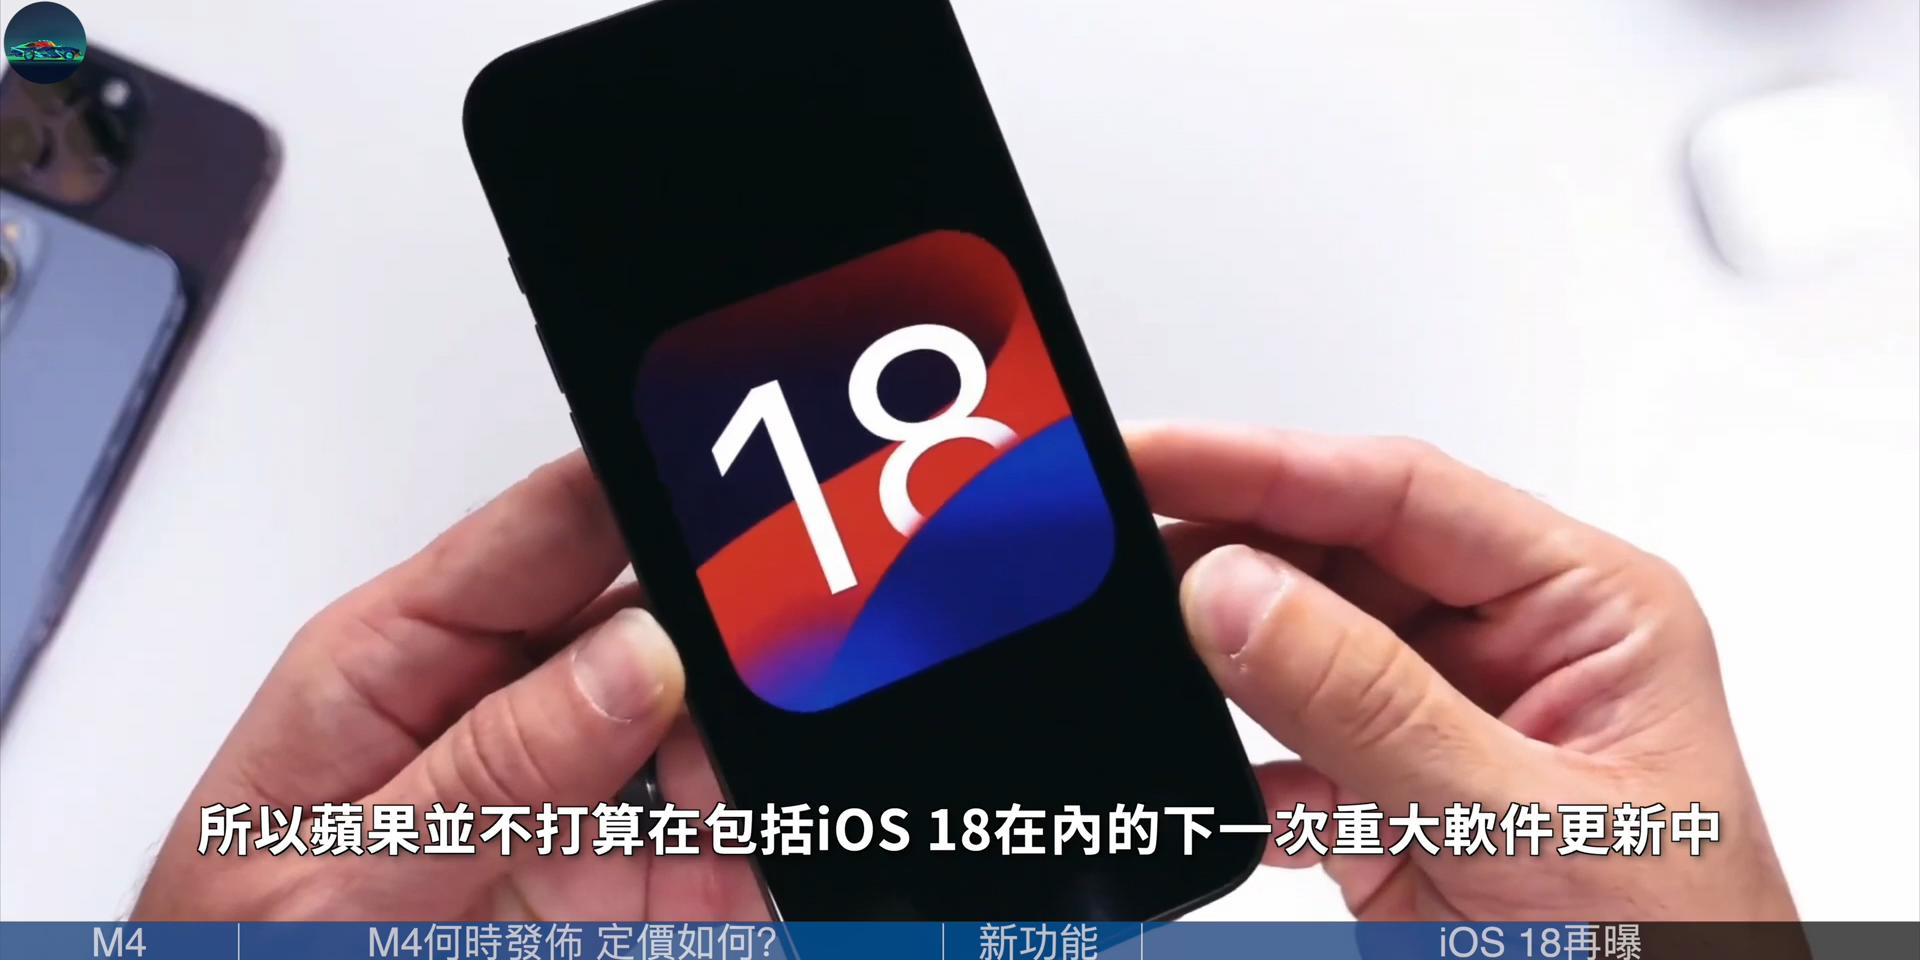 18
所以蘋果並不打算在包括iOS 18在內的下一次重大軟件更新中
M4
M4何時發佈 定價如何?
新功能
iOS 18再曝